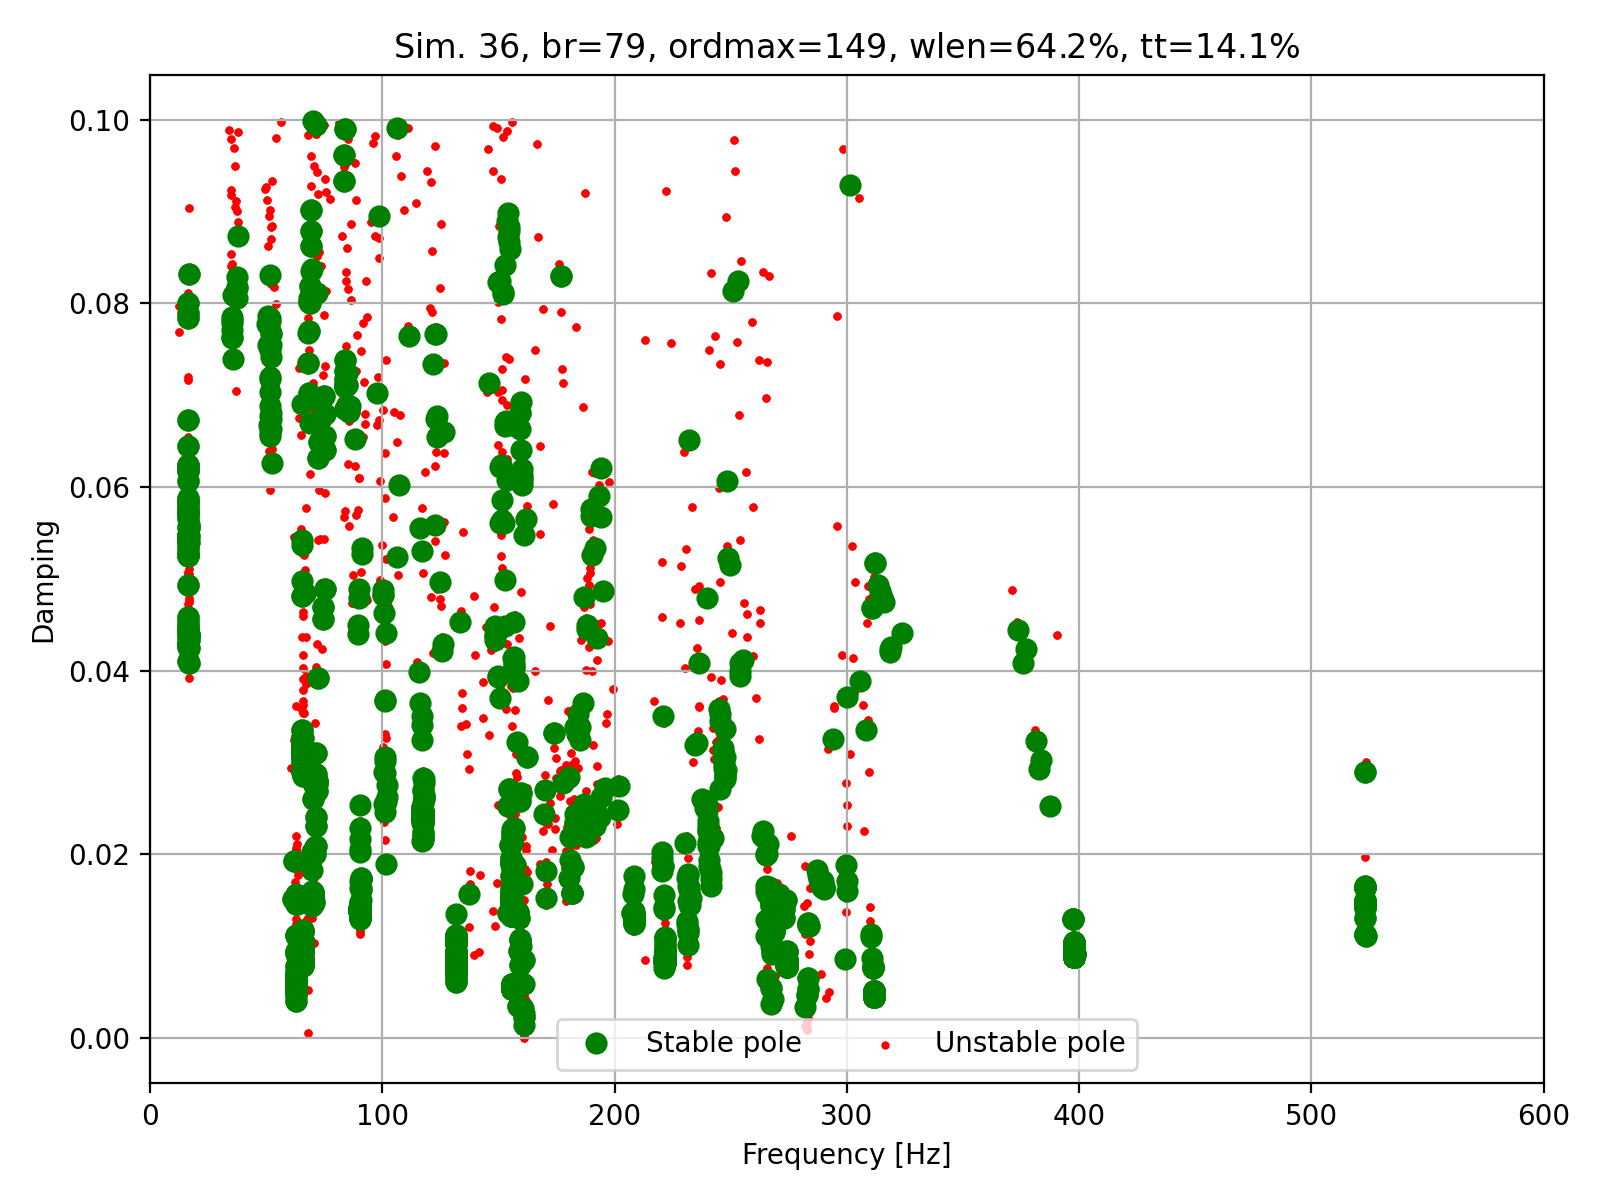 Sim. 36, br=79, ordmax=149, wlen=64.2%, tt=14.1%
0.10
0.08
0.06
0.04
0.02
0.00
Damping
Stable pole Unstable pole
0 100 200 300 400 500 600
Frequency [Hz]